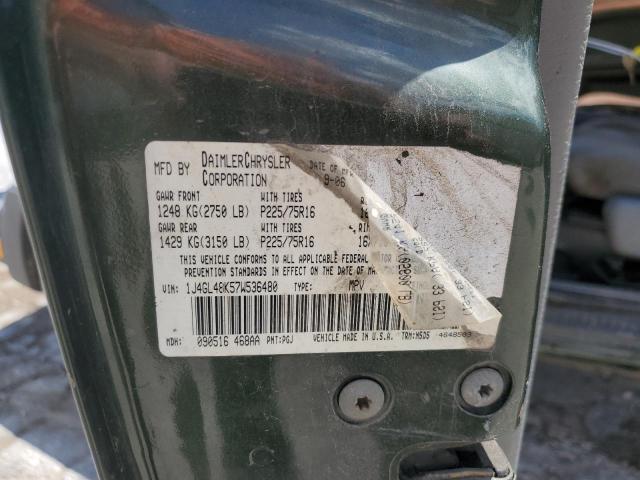 MFD BY DAIMLERCHRYSLER CORPORATION DATE OF MFR 9-06
GAWR FRONT WITH TIRES
1248 KG(2750 LB) P225/75R16
GAWR REAR WITH TIRES
1429 KG(3150 LB) P225/75R16
THIS VEHICLE CONFORMS TO ALL APPLICABLE FEDERAL
PREVENTION STANDARDS IN EFFECT ON THE DATE OF MA
VIN: 1J4GL48K57W536480 TYPE: MPV
MDH: 090516 468AA PNT:PGJ VEHICLE MADE IN U.S.A. TRM:M5D5